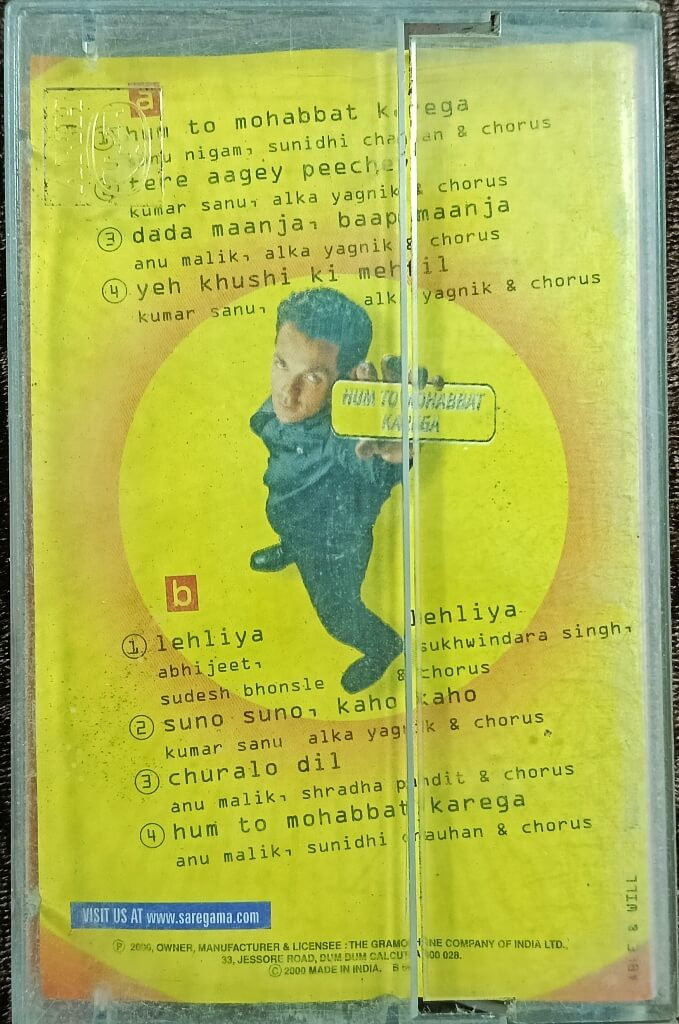 a
1 hum to mohabbat karega
sonu nigam, sunidhi chauhan & chorus
tere aagey peechey
kumar sanu, alka yagnik & chorus
3 dada maanja, baap maanja
anu malik, alka yagnik & chorus
4 yeh khushi ki mehfil
kumar sanu, alka yagnik & chorus
HUM TO MOHABBAT
KAREGA
b
1 lehliya lehliya
abhijeet, sukhwindara singh,
sudesh bhonsle & chorus
2 suno suno, kaho kaho
kumar sanu alka yagnik & chorus
3 churalo dil
anu malik, shradha pandit & chorus
4 hum to mohabbat karega
anu malik, sunidhi chauhan & chorus
VISIT US AT www.saregama.com
ABLE & WILL
Ⓟ 2000, OWNER, MANUFACTURER & LICENSEE : THE GRAMOPHONE COMPANY OF INDIA LTD.,
33, JESSORE ROAD, DUM DUM CALCUTTA 700 028.
© 2000 MADE IN INDIA. B